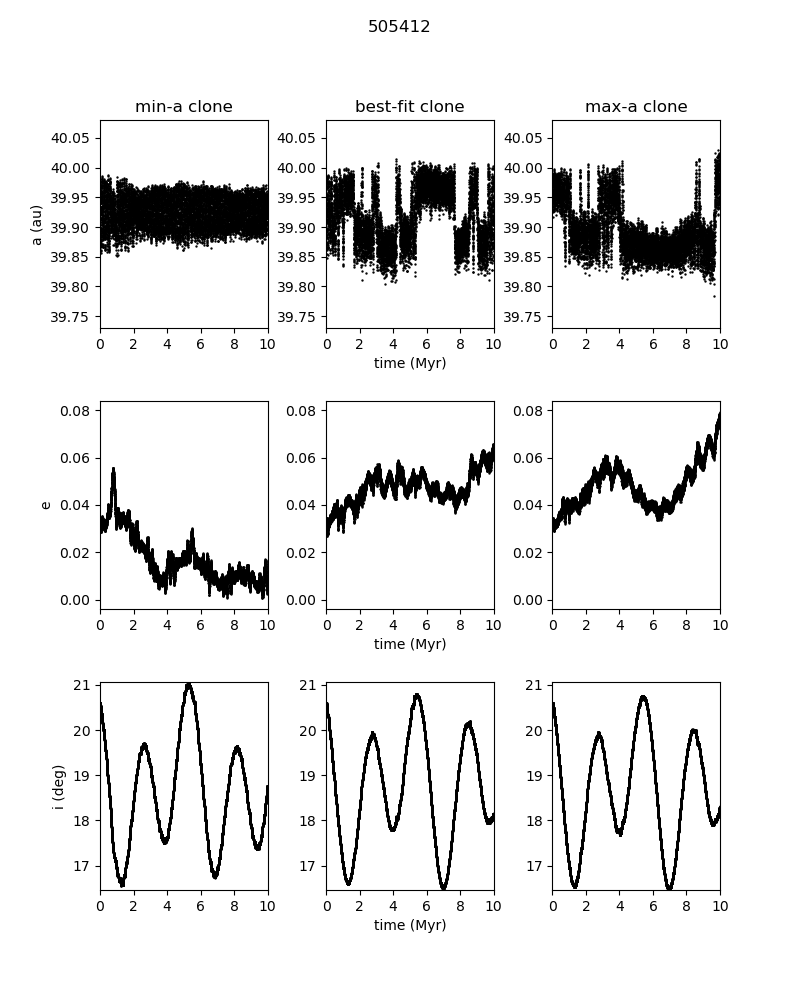 505412
min-a clone best-fit clone max-a clone
40.05 40.05 40.05
40.00 40.00 40.00
39.95 39.95 39.95
39.90 39.90 39.90
39.85 39.85 39.85
39.80 39.80 39.80
39.75 39.75 39.75
a (au)
0 2 4 6 8 10 0 2 4 6 8 10 0 2 4 6 8 10
time (Myr)
0.08 0.08 0.08
0.06 0.06 0.06
0.04 0.04 0.04
0.02 0.02 0.02
0.00 0.00 0.00
e
0 2 4 6 8 10 0 2 4 6 8 10 0 2 4 6 8 10
time (Myr)
21 21 21
20 20 20
19 19 19
18 18 18
17 17 17
i (deg)
0 2 4 6 8 10 0 2 4 6 8 10 0 2 4 6 8 10
time (Myr)